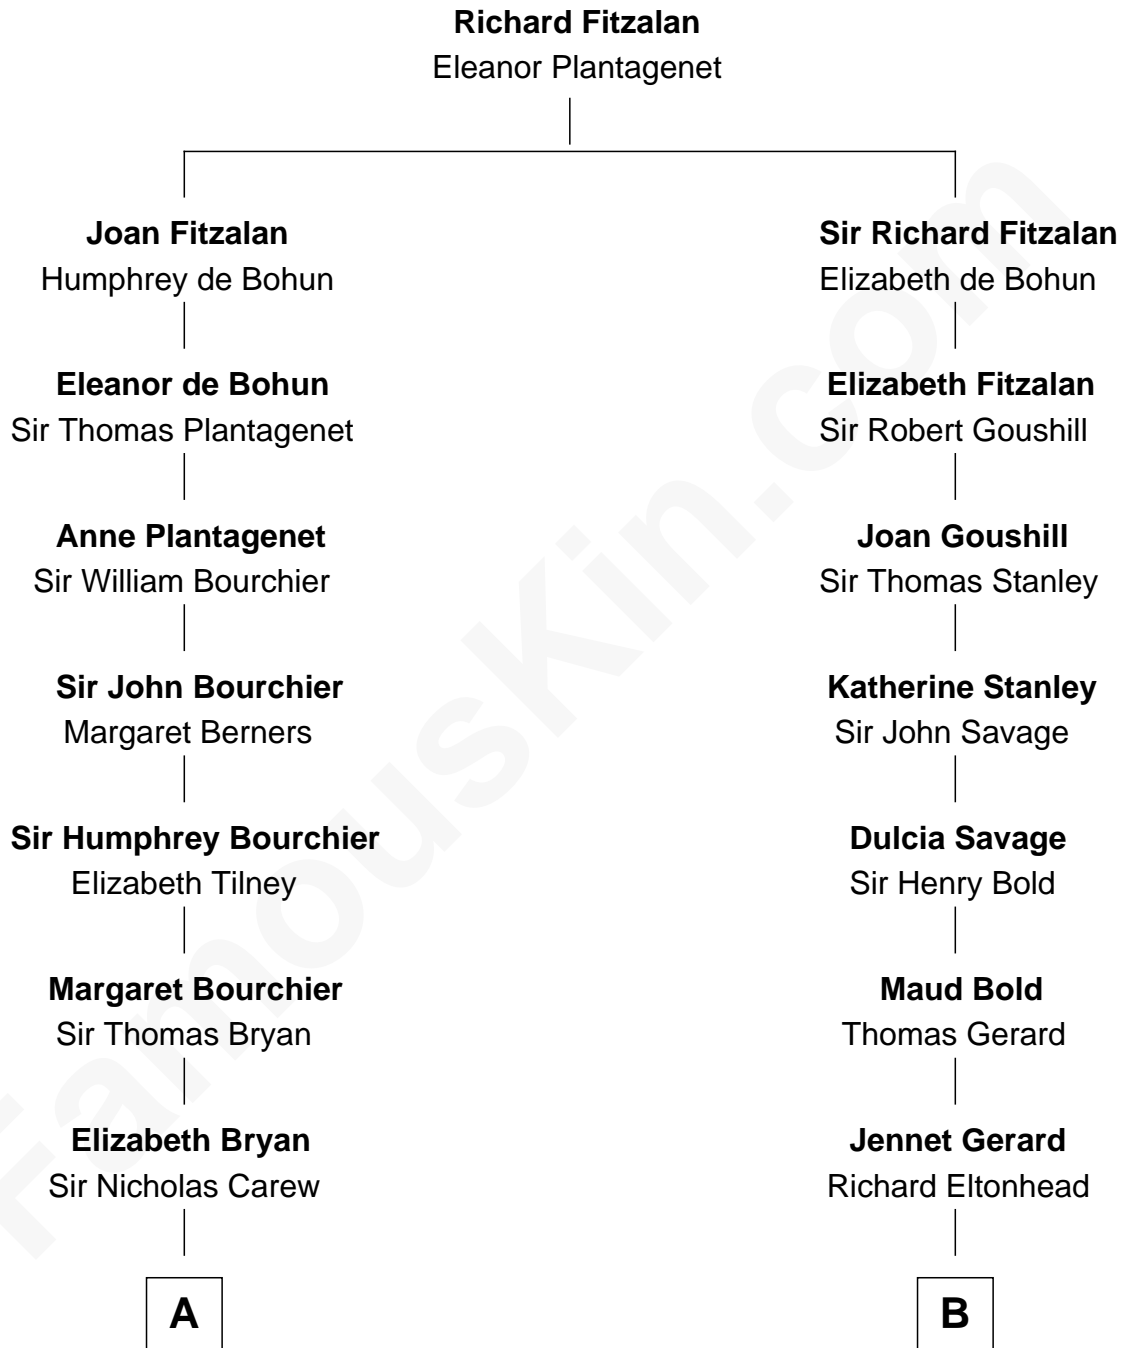 Richard Fitzalan
Eleanor Plantagenet
Joan Fitzalan
Humphrey de Bohun
Sir Richard Fitzalan
Elizabeth de Bohun
Eleanor de Bohun
Sir Thomas Plantagenet
Elizabeth Fitzalan
Sir Robert Goushill
Anne Plantagenet
Sir William Bourchier
Joan Goushill
Sir Thomas Stanley
Sir John Bourchier
Margaret Berners
Katherine Stanley
Sir John Savage
Sir Humphrey Bourchier
Elizabeth Tilney
Dulcia Savage
Sir Henry Bold
Margaret Bourchier
Sir Thomas Bryan
Maud Bold
Thomas Gerard
Elizabeth Bryan
Sir Nicholas Carew
Jennet Gerard
Richard Eltonhead
A
B
FamousKin.com